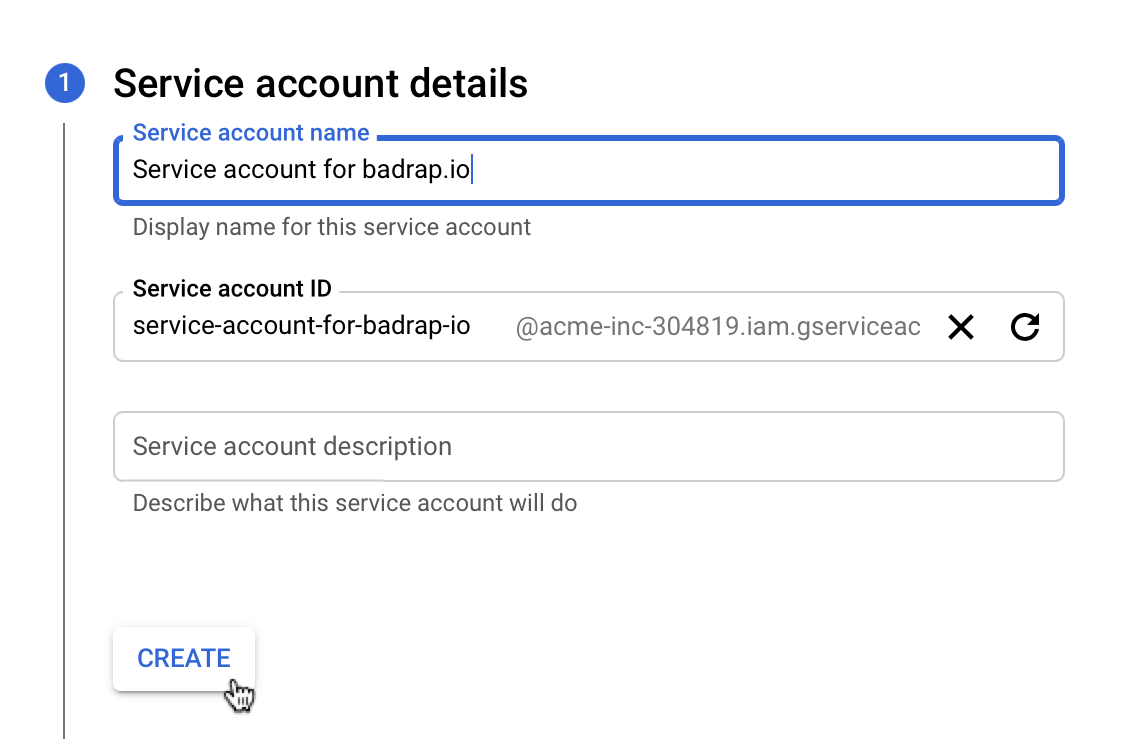 1 Service account details
Service account name
Service account for badrap.io
Display name for this service account
Service account ID
service-account-for-badrap-io @acme-inc-304819.iam.gserviceac
Service account description
Describe what this service account will do
CREATE